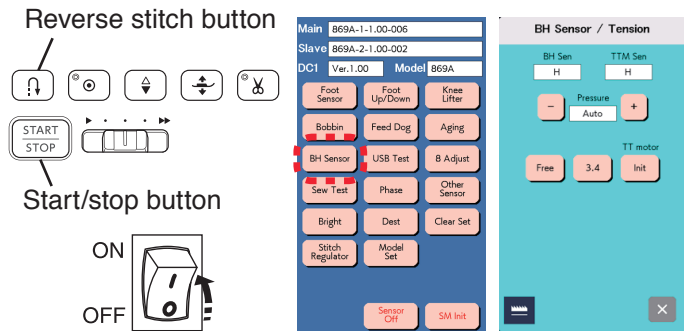 Reverse stitch button
START
STOP
Start/stop button
ON
OFF
Main 869A-1-1.00-006
Slave 869A-2-1.00-002
DC1 Ver.1.00 Model 869A
Foot Sensor
Foot Up/Down
Knee Lifter
Bobbin
Feed Dog
Aging
BH Sensor
USB Test
8 Adjust
Sew Test
Phase
Other Sensor
Bright
Dest
Clear Set
Stitch Regulator
Model Set
Sensor Off
SM Init
BH Sensor / Tension
BH Sen TTM Sen
H H
Pressure
− Auto +
TT motor
Free 3.4 Init